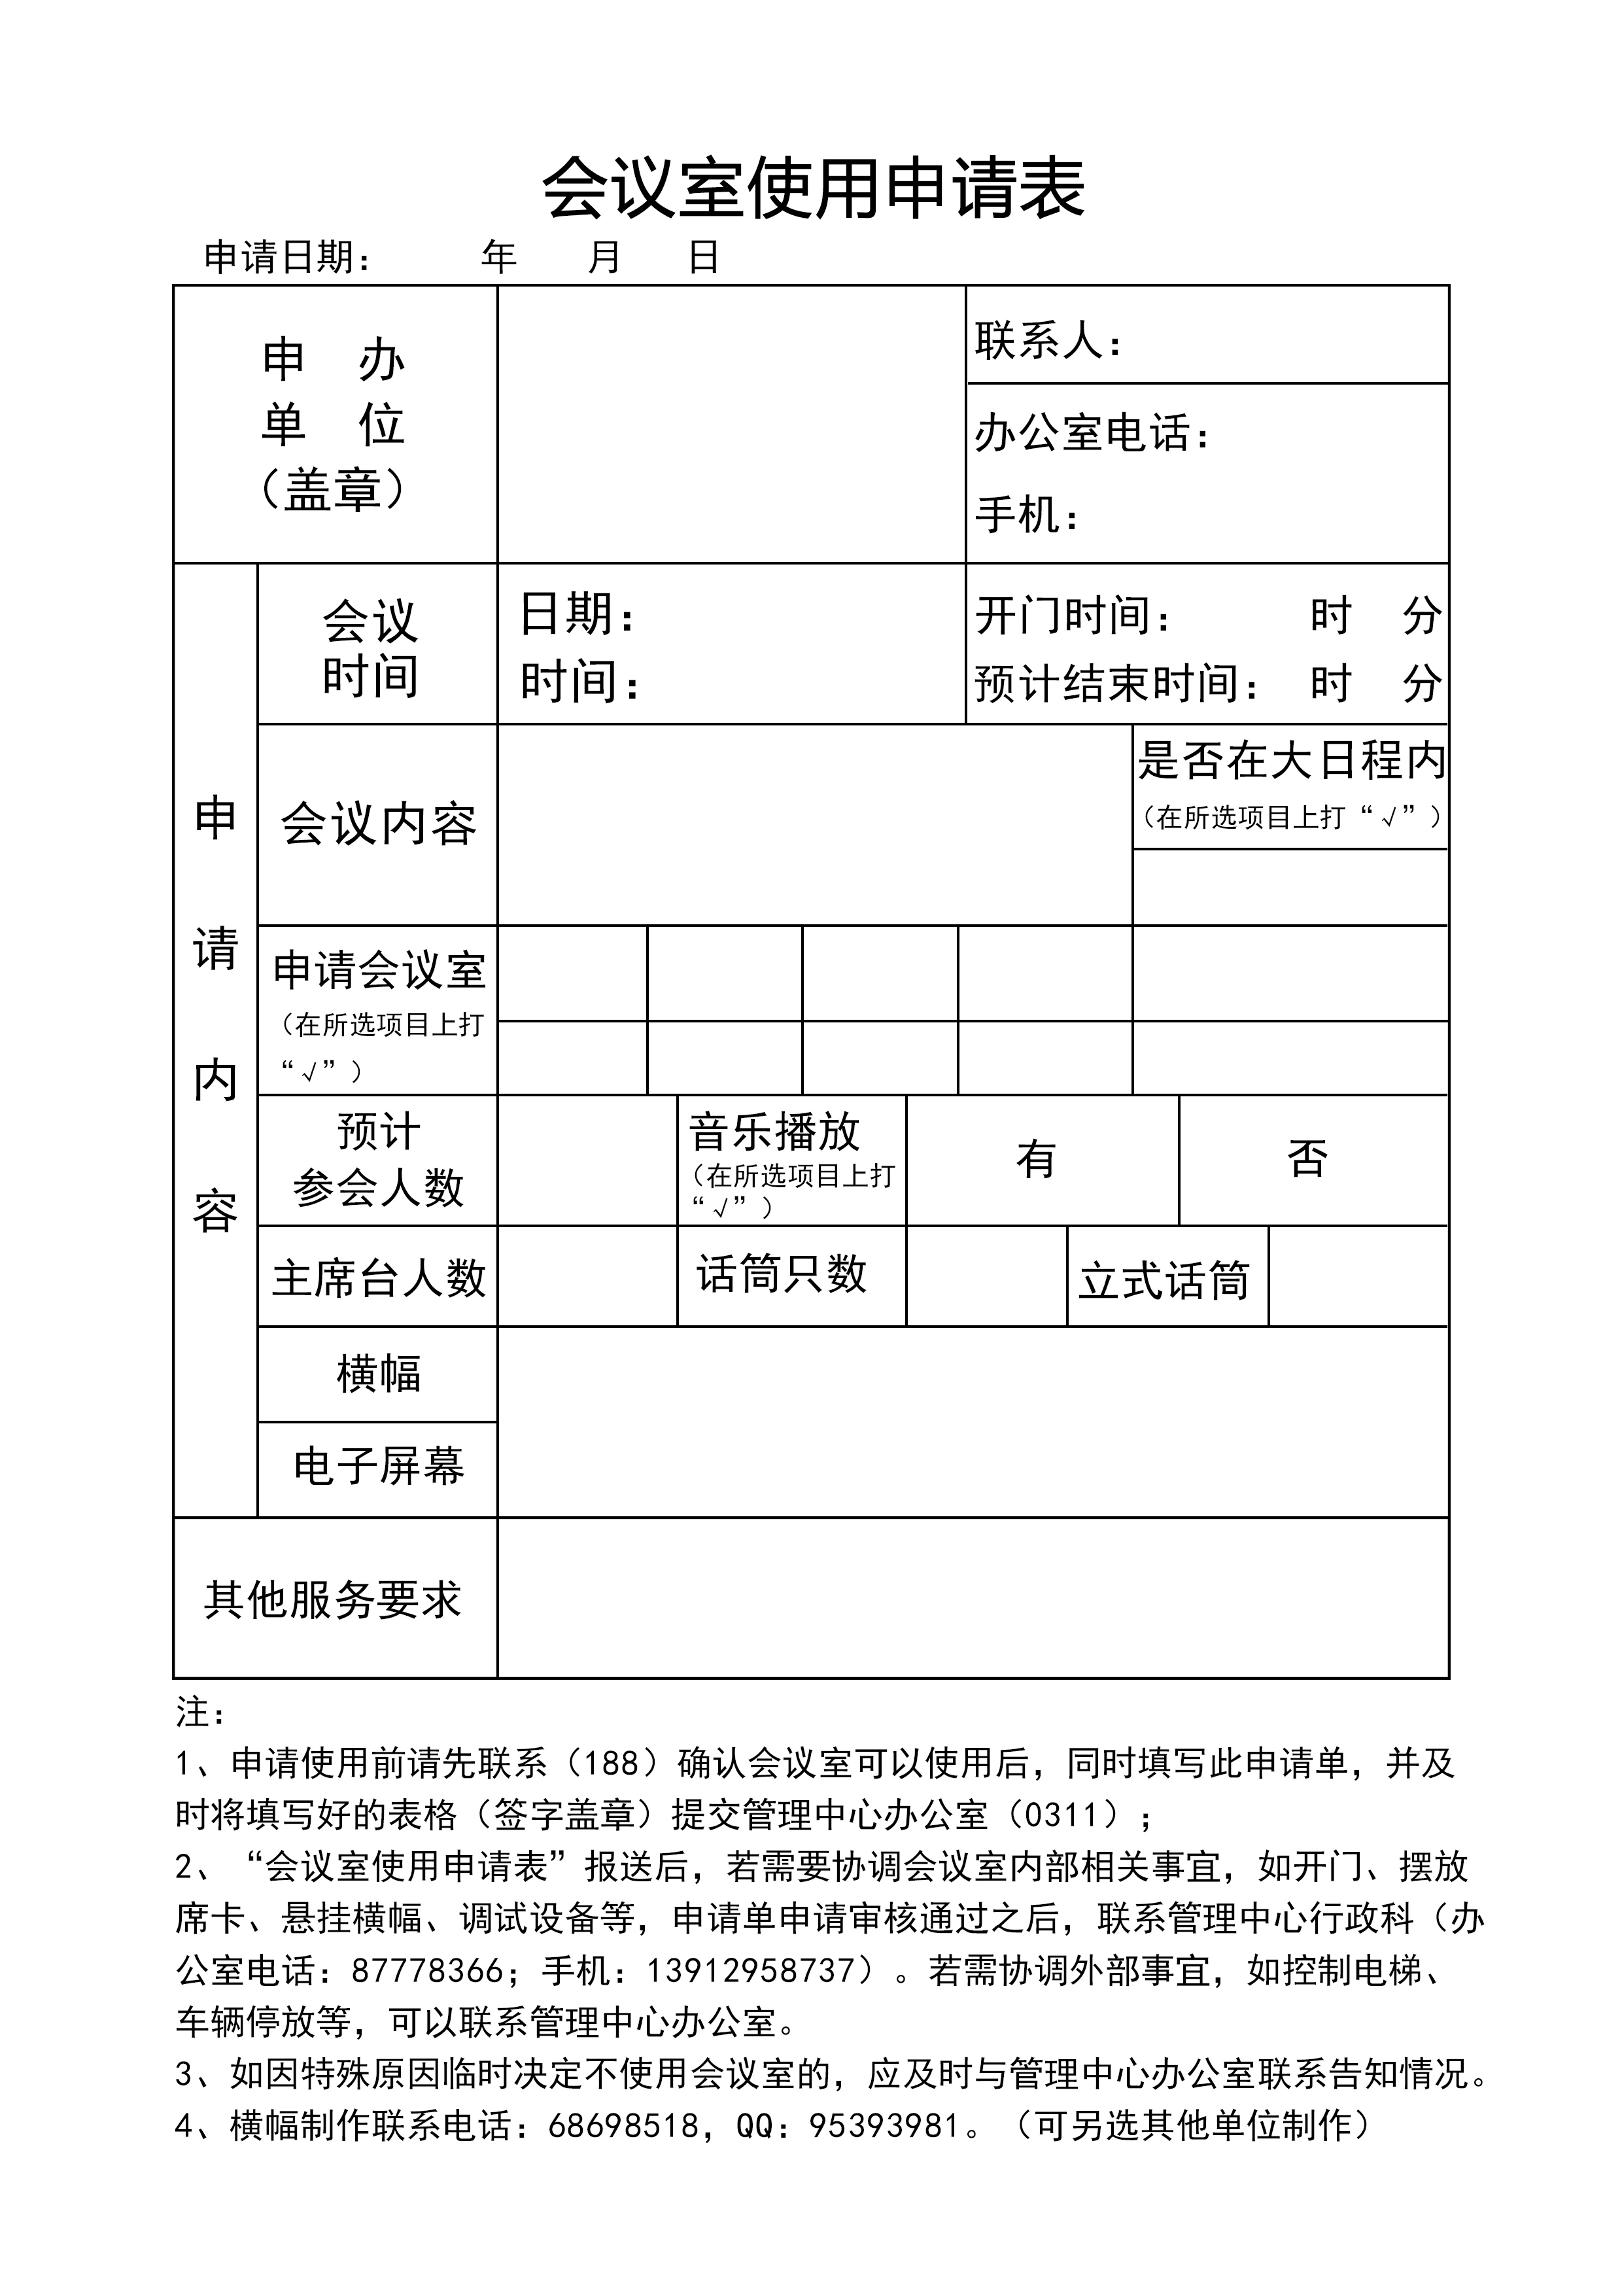 会议室使用申请表
申请日期： 年 月 日
申 办
单 位
（盖章）
联系人：
办公室电话：
手机：
申
请
内
容
会议
时间
日期：
时间：
开门时间： 时 分
预计结束时间： 时 分
会议内容
是否在大日程内
（在所选项目上打“√”）
申请会议室
（在所选项目上打
“√”）
预计
参会人数
音乐播放
（在所选项目上打
“√”）
有
否
主席台人数
话筒只数
立式话筒
横幅
电子屏幕
其他服务要求
注：
1、申请使用前请先联系（188）确认会议室可以使用后，同时填写此申请单，并及
时将填写好的表格（签字盖章）提交管理中心办公室（0311）；
2、“会议室使用申请表”报送后，若需要协调会议室内部相关事宜，如开门、摆放
席卡、悬挂横幅、调试设备等，申请单申请审核通过之后，联系管理中心行政科（办
公室电话：87778366；手机：13912958737）。若需协调外部事宜，如控制电梯、
车辆停放等，可以联系管理中心办公室。
3、如因特殊原因临时决定不使用会议室的，应及时与管理中心办公室联系告知情况。
4、横幅制作联系电话：68698518，QQ：95393981。（可另选其他单位制作）